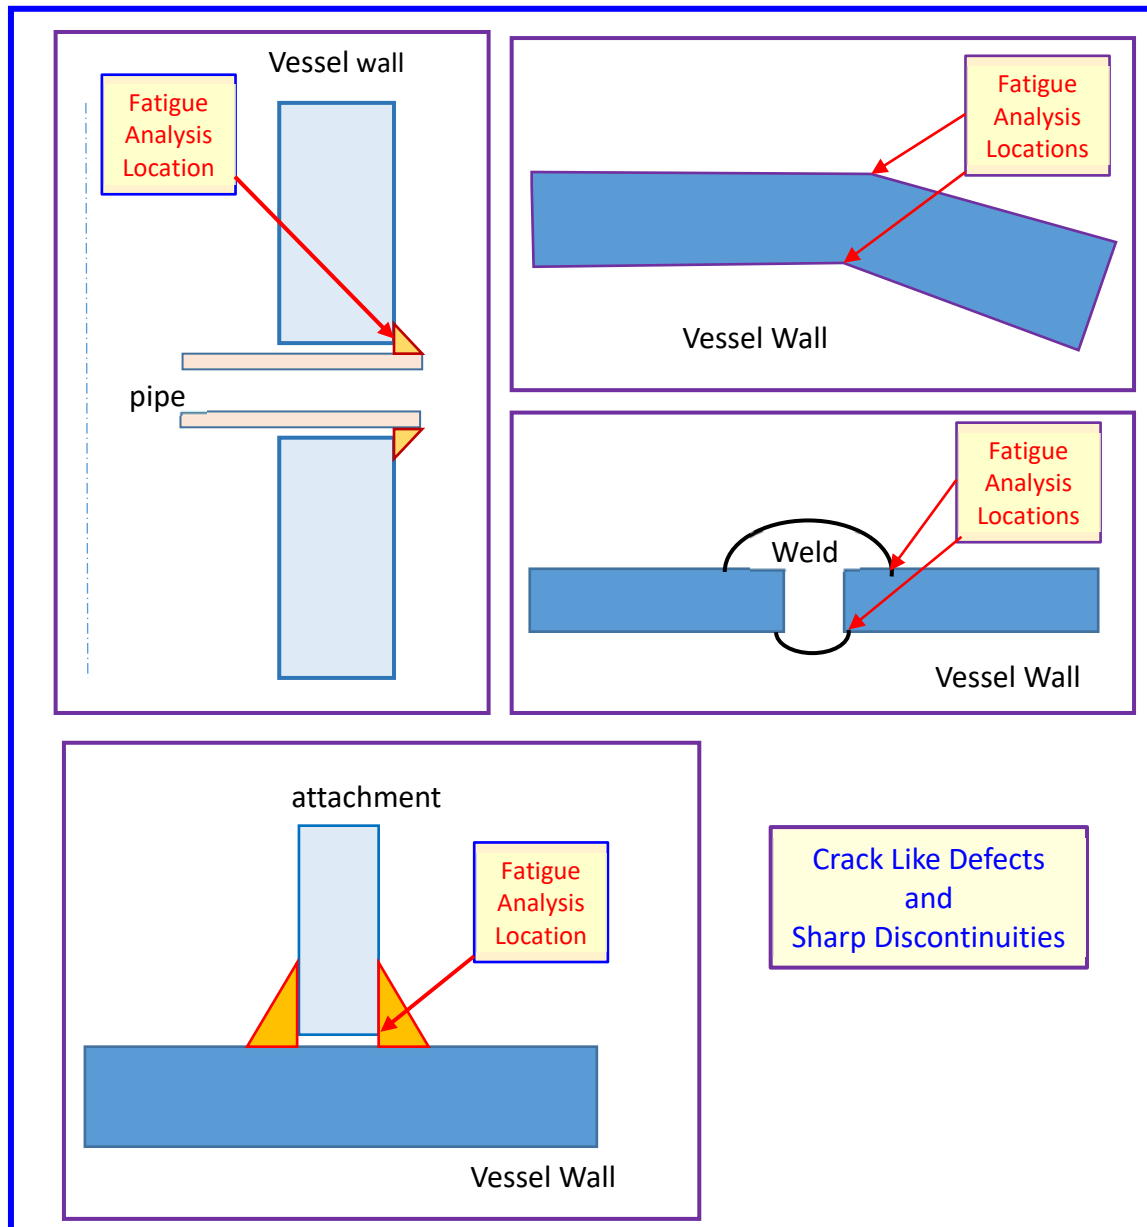 Vessel wall
Fatigue
Analysis
Location
pipe
Fatigue
Analysis
Locations
Vessel Wall
Fatigue
Analysis
Locations
Weld
Vessel Wall
attachment
Fatigue
Analysis
Location
Vessel Wall
Crack Like Defects
and
Sharp Discontinuities